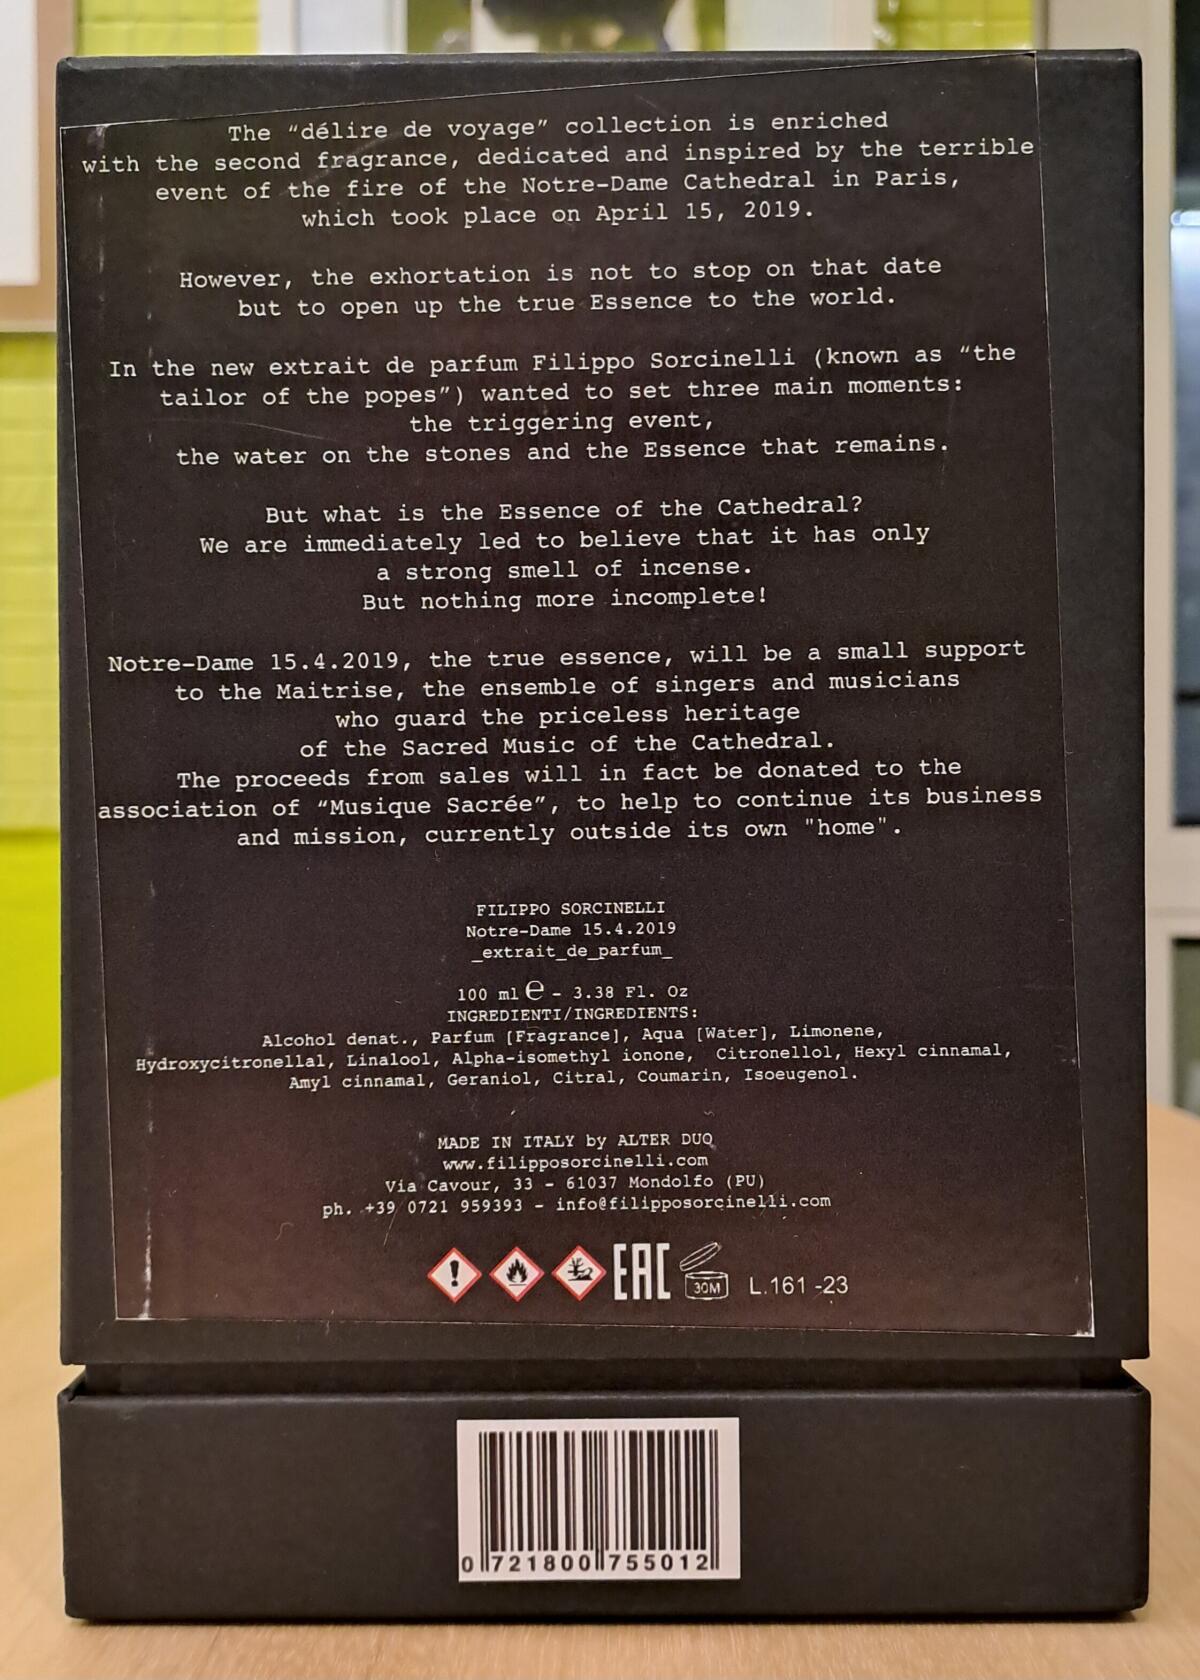 The “délire de voyage” collection is enriched
with the second fragrance, dedicated and inspired by the terrible
event of the fire of the Notre-Dame Cathedral in Paris,
which took place on April 15, 2019.
However, the exhortation is not to stop on that date
but to open up the true Essence to the world.
In the new extrait de parfum Filippo Sorcinelli (known as “the
tailor of the popes”) wanted to set three main moments:
the triggering event,
the water on the stones and the Essence that remains.
But what is the Essence of the Cathedral?
We are immediately led to believe that it has only
a strong smell of incense.
But nothing more incomplete!
Notre-Dame 15.4.2019, the true essence, will be a small support
to the Maitrise, the ensemble of singers and musicians
who guard the priceless heritage
of the Sacred Music of the Cathedral.
The proceeds from sales will in fact be donated to the
association of “Musique Sacrée”, to help to continue its business
and mission, currently outside its own "home".
FILIPPO SORCINELLI
Notre-Dame 15.4.2019
_extrait_de_parfum_
100 ml ℮ - 3.38 Fl. Oz
INGREDIENTI/INGREDIENTS:
Alcohol denat., Parfum [Fragrance], Aqua [Water], Limonene,
Hydroxycitronellal, Linalool, Alpha-isomethyl ionone, Citronellol, Hexyl cinnamal,
Amyl cinnamal, Geraniol, Citral, Coumarin, Isoeugenol.
MADE IN ITALY by ALTER DUO
www.filipposorcinelli.com
Via Cavour, 33 - 61037 Mondolfo (PU)
ph. +39 0721 959393 - info@filipposorcinelli.com
EAC 30M L.161 -23
0 721800 755012